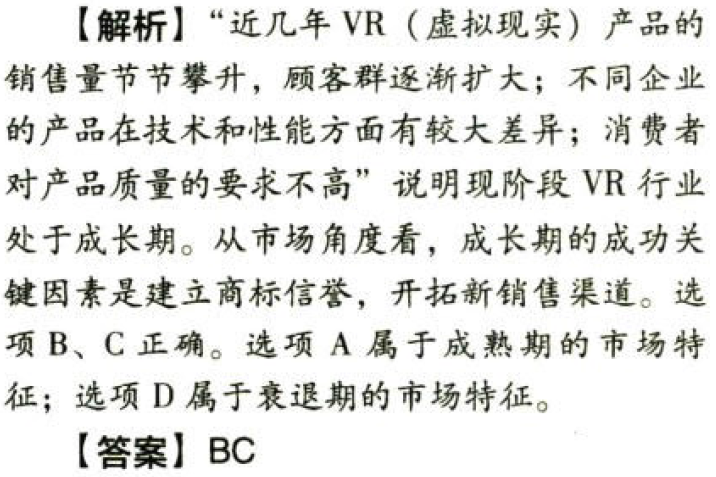 【解析】“近几年 VR（虚拟现实）产品的
销售量节节攀升，顾客群逐渐扩大；不同企业
的产品在技术和性能方面有较大差异；消费者
对产品质量的要求不高”说明现阶段 VR 行业
处于成长期。从市场角度看，成长期的成功关
键因素是建立商标信誉，开拓新销售渠道。选
项 B、C 正确。选项 A 属于成熟期的市场特
征；选项 D 属于衰退期的市场特征。
【答案】BC